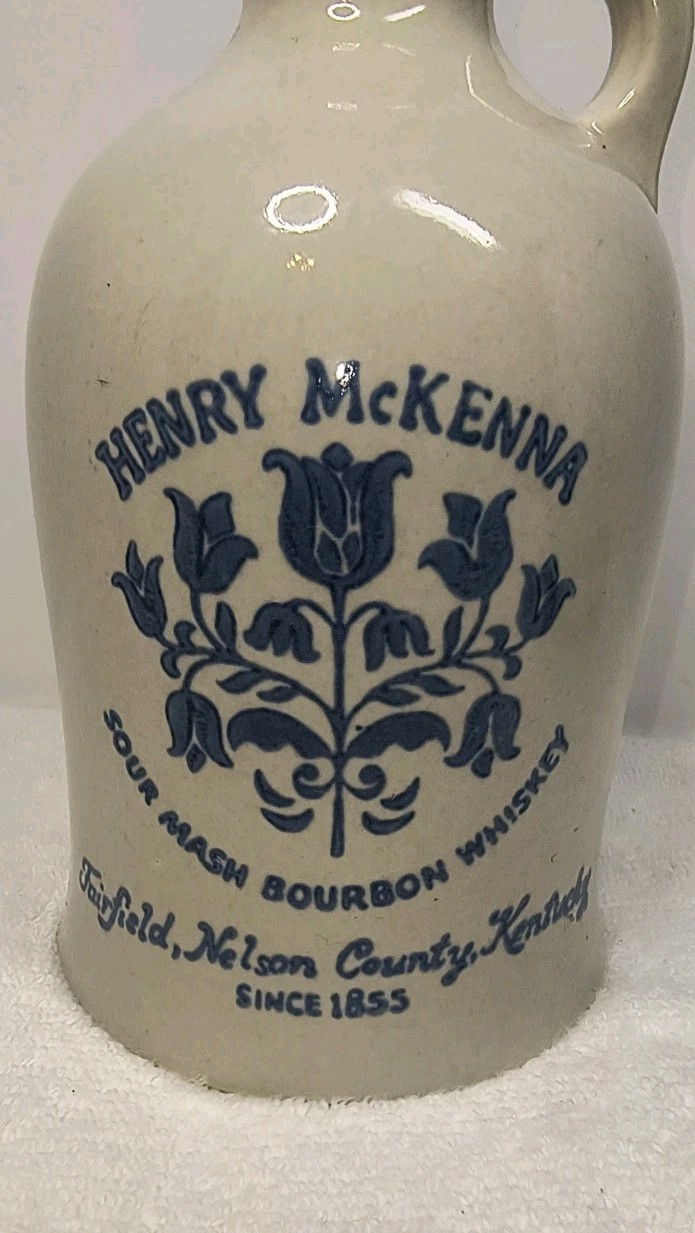 HENRY McKENNA
SOUR MASH BOURBON WHISKEY
Fairfield, Nelson County, Kentucky
SINCE 1855